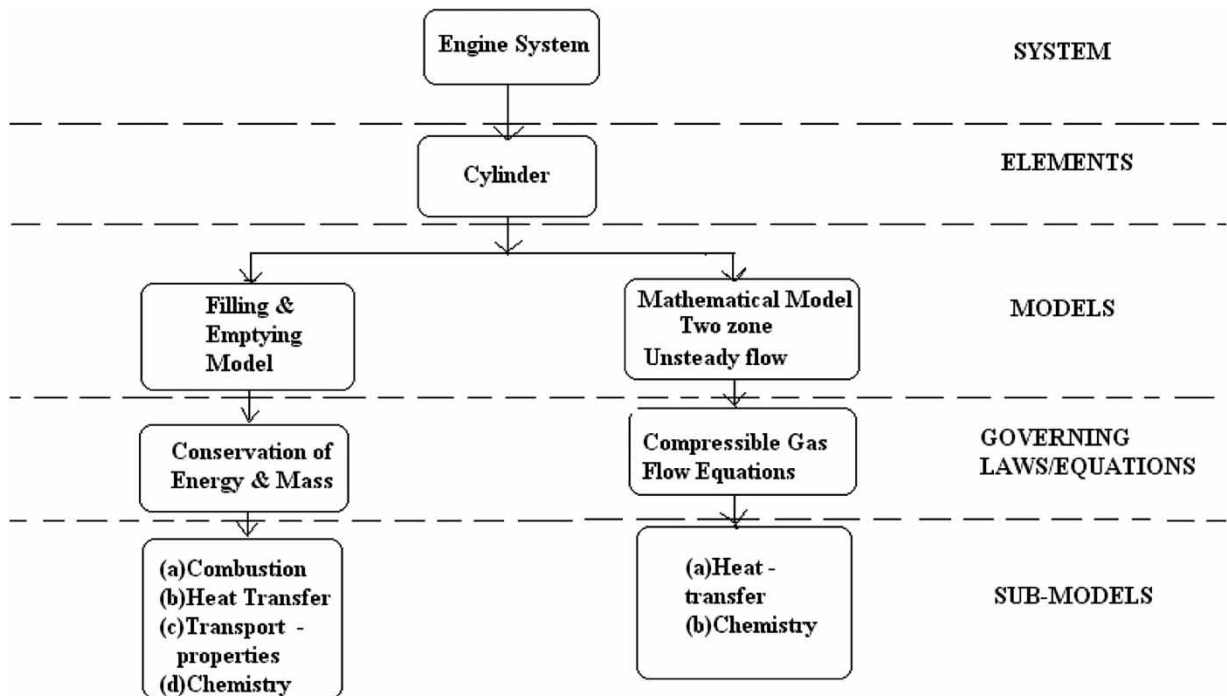 Engine System
SYSTEM
Cylinder
ELEMENTS
Filling &
Emptying
Model
Mathematical Model
Two zone
Unsteady flow
MODELS
Conservation of
Energy & Mass
Compressible Gas
Flow Equations
GOVERNING
LAWS/EQUATIONS
(a)Combustion
(b)Heat Transfer
(c)Transport -
properties
(d)Chemistry
(a)Heat -
transfer
(b)Chemistry
SUB-MODELS